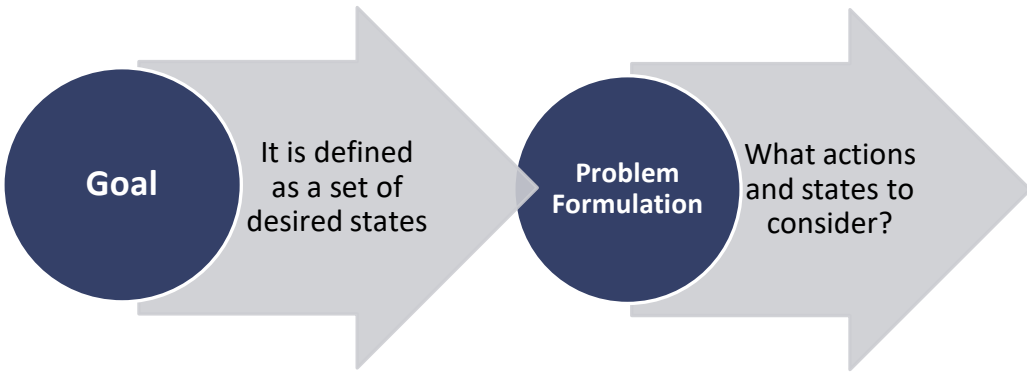 Goal
It is defined
as a set of
desired states
Problem
Formulation
What actions
and states to
consider?